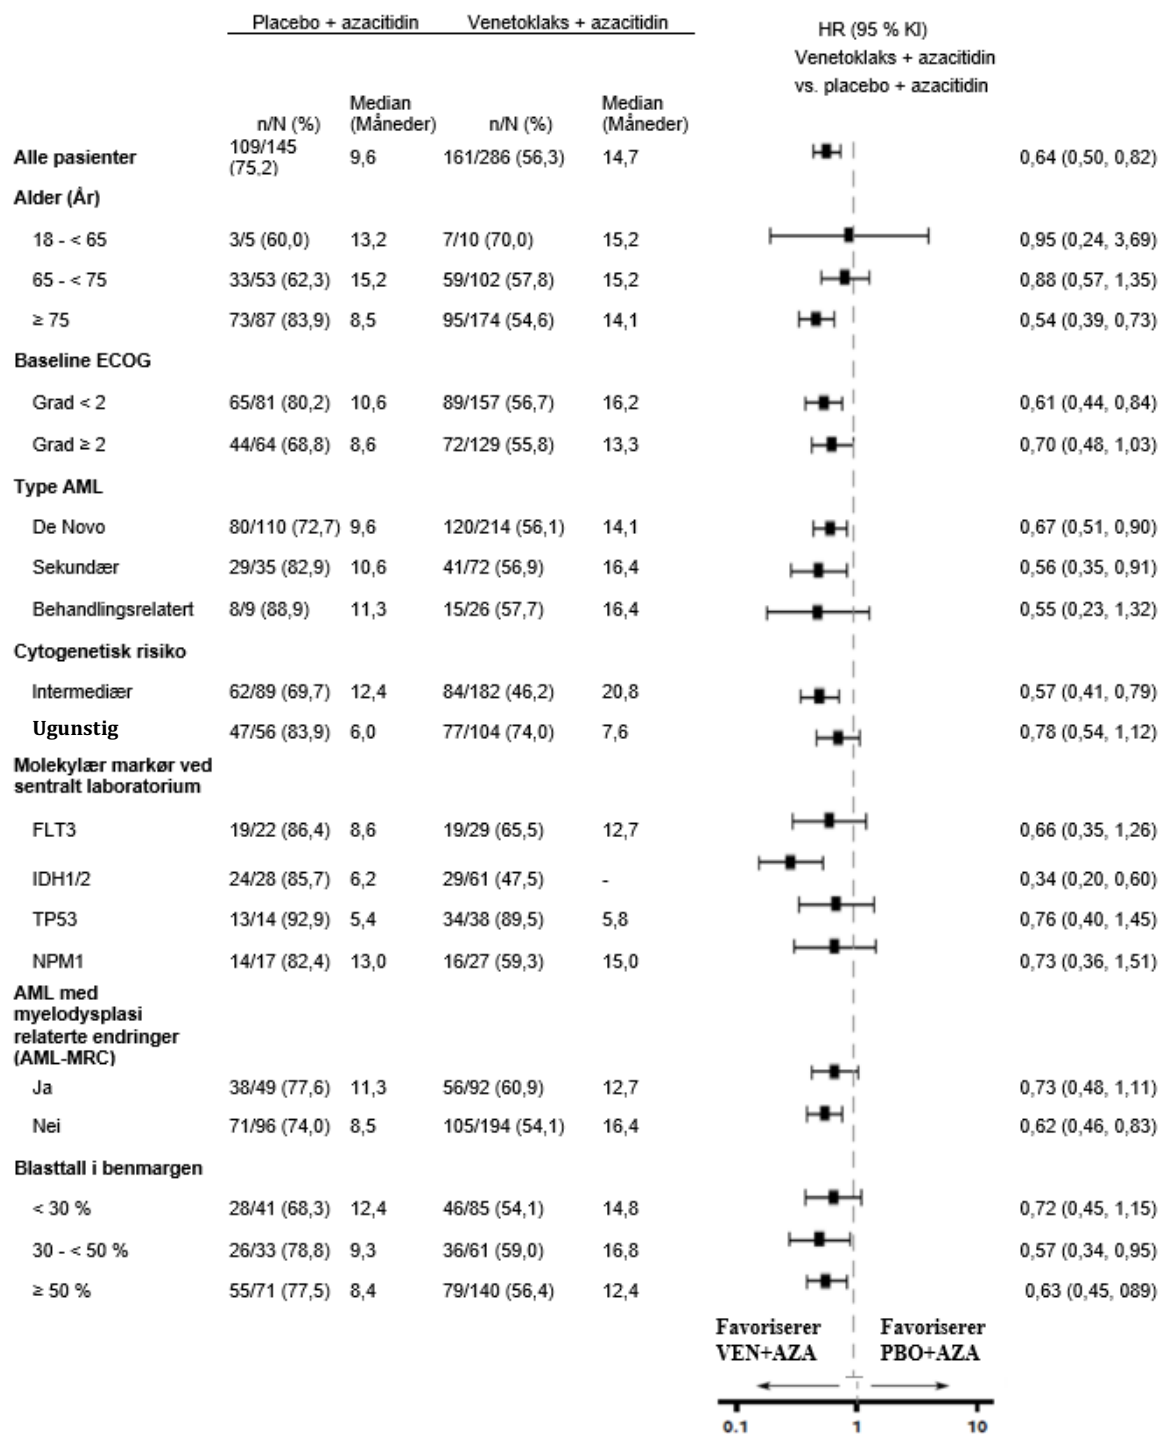 Placebo + azacitidin Venetoklaks + azacitidin
HR (95 % KI)
Venetoklaks + azacitidin
vs. placebo + azacitidin
n/N (%) Median (Måneder) n/N (%) Median (Måneder)
Alle pasienter 109/145 (75,2) 9,6 161/286 (56,3) 14,7 0,64 (0,50, 0,82)
Alder (År)
18 - < 65 3/5 (60,0) 13,2 7/10 (70,0) 15,2 0,95 (0,24, 3,69)
65 - < 75 33/53 (62,3) 15,2 59/102 (57,8) 15,2 0,88 (0,57, 1,35)
≥ 75 73/87 (83,9) 8,5 95/174 (54,6) 14,1 0,54 (0,39, 0,73)
Baseline ECOG
Grad < 2 65/81 (80,2) 10,6 89/157 (56,7) 16,2 0,61 (0,44, 0,84)
Grad ≥ 2 44/64 (68,8) 8,6 72/129 (55,8) 13,3 0,70 (0,48, 1,03)
Type AML
De Novo 80/110 (72,7) 9,6 120/214 (56,1) 14,1 0,67 (0,51, 0,90)
Sekundær 29/35 (82,9) 10,6 41/72 (56,9) 16,4 0,56 (0,35, 0,91)
Behandlingsrelatert 8/9 (88,9) 11,3 15/26 (57,7) 16,4 0,55 (0,23, 1,32)
Cytogenetisk risiko
Intermediær 62/89 (69,7) 12,4 84/182 (46,2) 20,8 0,57 (0,41, 0,79)
Ugunstig 47/56 (83,9) 6,0 77/104 (74,0) 7,6 0,78 (0,54, 1,12)
Molekylær markør ved
sentralt laboratorium
FLT3 19/22 (86,4) 8,6 19/29 (65,5) 12,7 0,66 (0,35, 1,26)
IDH1/2 24/28 (85,7) 6,2 29/61 (47,5) - 0,34 (0,20, 0,60)
TP53 13/14 (92,9) 5,4 34/38 (89,5) 5,8 0,76 (0,40, 1,45)
NPM1 14/17 (82,4) 13,0 16/27 (59,3) 15,0 0,73 (0,36, 1,51)
AML med
myelodysplasi
relaterte endringer
(AML-MRC)
Ja 38/49 (77,6) 11,3 56/92 (60,9) 12,7 0,73 (0,48, 1,11)
Nei 71/96 (74,0) 8,5 105/194 (54,1) 16,4 0,62 (0,46, 0,83)
Blasttall i benmargen
< 30 % 28/41 (68,3) 12,4 46/85 (54,1) 14,8 0,72 (0,45, 1,15)
30 - < 50 % 26/33 (78,8) 9,3 36/61 (59,0) 16,8 0,57 (0,34, 0,95)
≥ 50 % 55/71 (77,5) 8,4 79/140 (56,4) 12,4 0,63 (0,45, 089)
Favoriserer Favoriserer
VEN+AZA PBO+AZA
0.1 1 10